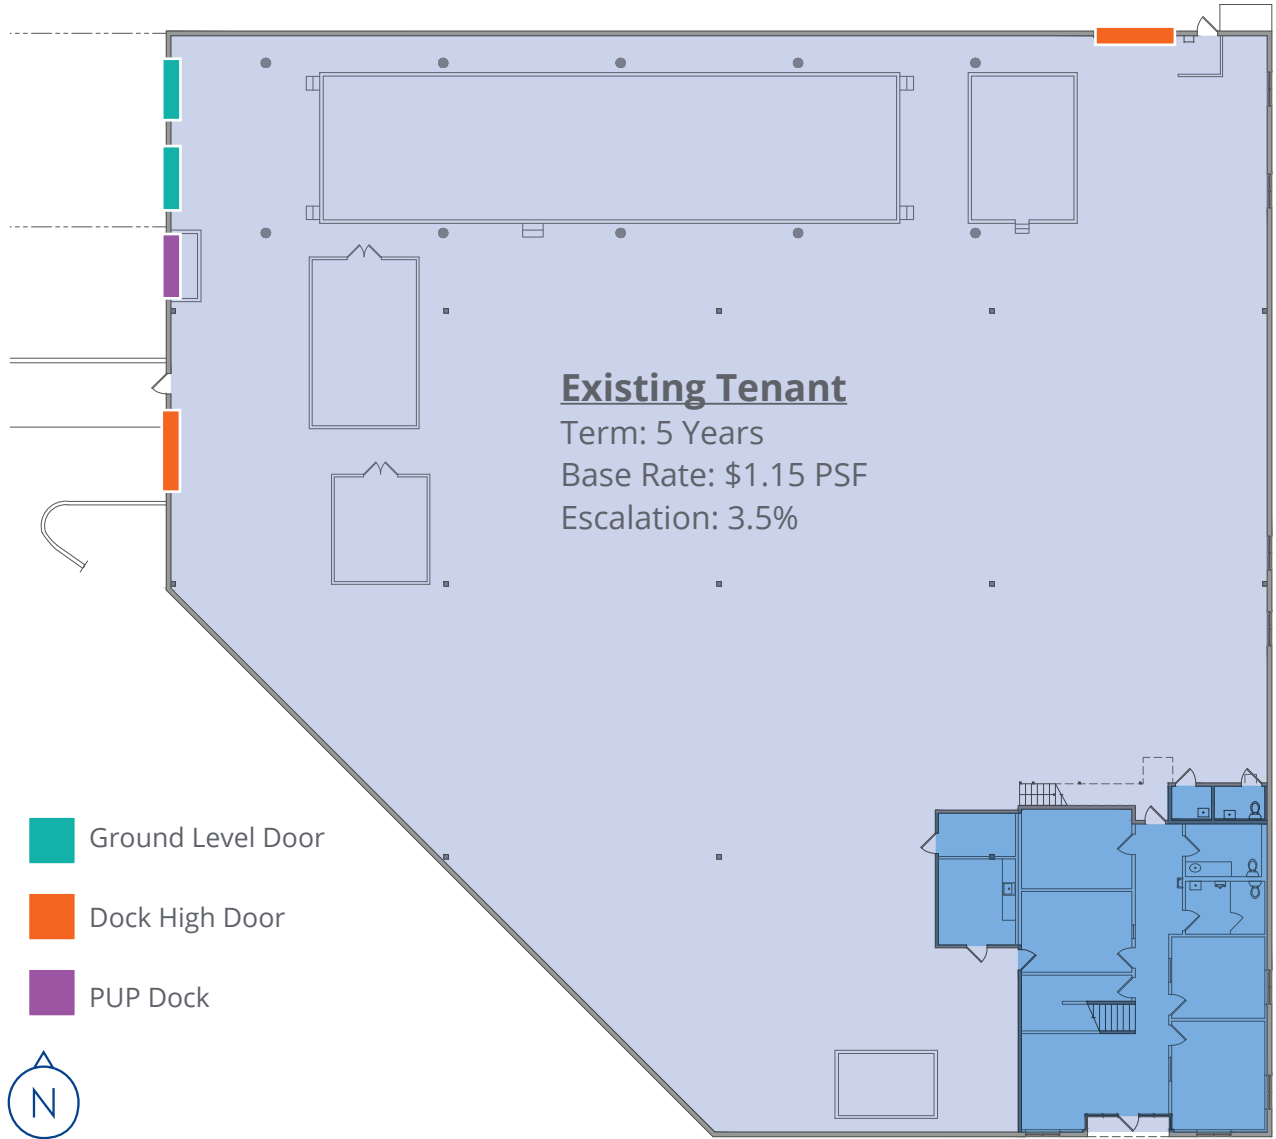 Existing Tenant
Term: 5 Years
Base Rate: $1.15 PSF
Escalation: 3.5%
Ground Level Door
Dock High Door
PUP Dock
N